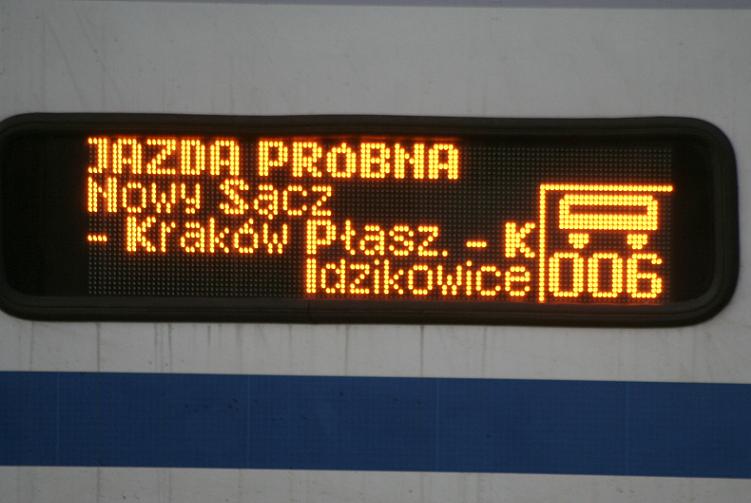 JAZDA PRÓBNA
Nowy Sącz
- Kraków Płasz. - K
Idzikowice
006